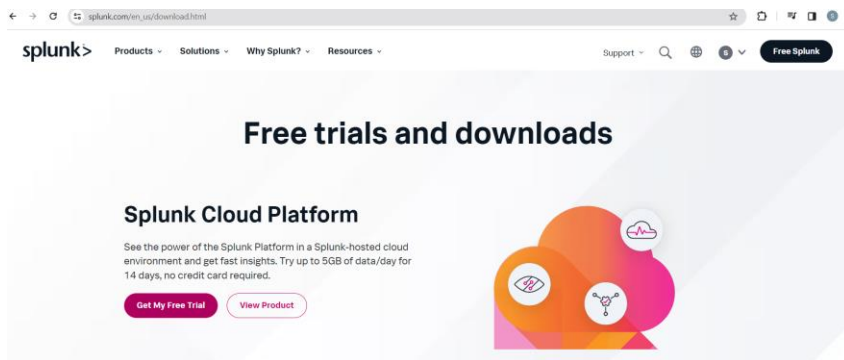 splunk.com/en_us/download.html
splunk> Products Solutions Why Splunk? Resources Support S Free Splunk
Free trials and downloads
Splunk Cloud Platform
See the power of the Splunk Platform in a Splunk-hosted cloud
environment and get fast insights. Try up to 5GB of data/day for
14 days, no credit card required.
Get My Free Trial View Product